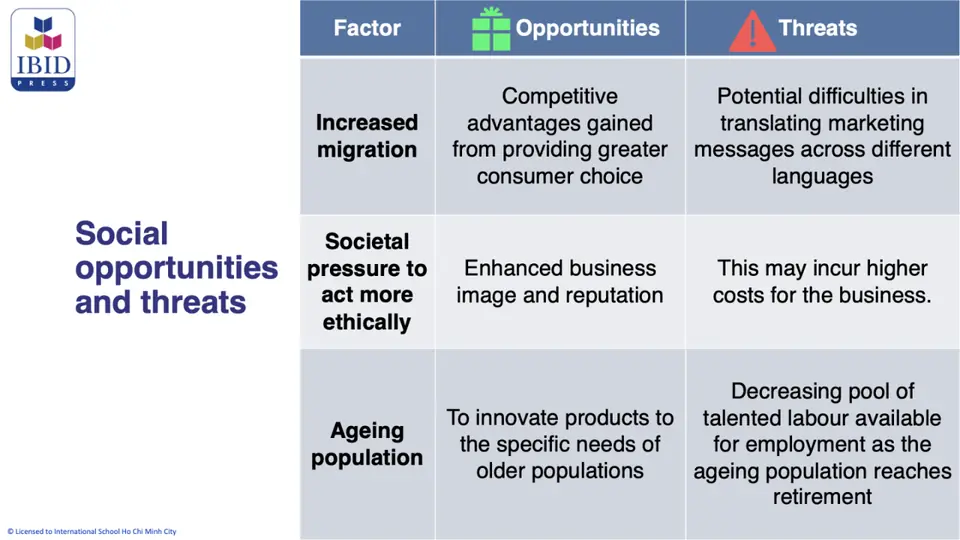 IBID
PRESS
Social
opportunities
and threats
Factor
Opportunities
Threats
Increased
migration
Competitive
advantages gained
from providing greater
consumer choice
Potential difficulties in
translating marketing
messages across different
languages
Societal
pressure to
act more
ethically
Enhanced business
image and reputation
This may incur higher
costs for the business.
Ageing
population
To innovate products to
the specific needs of
older populations
Decreasing pool of
talented labour available
for employment as the
ageing population reaches
retirement
© Licensed to International School Ho Chi Minh City